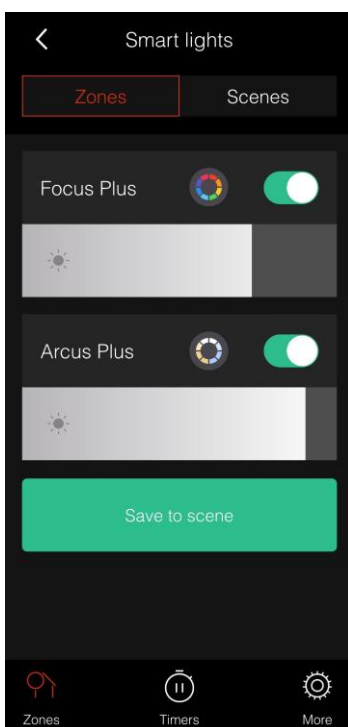 Smart lights
Zones Scenes
Focus Plus
Arcus Plus
Save to scene
Zones Timers More